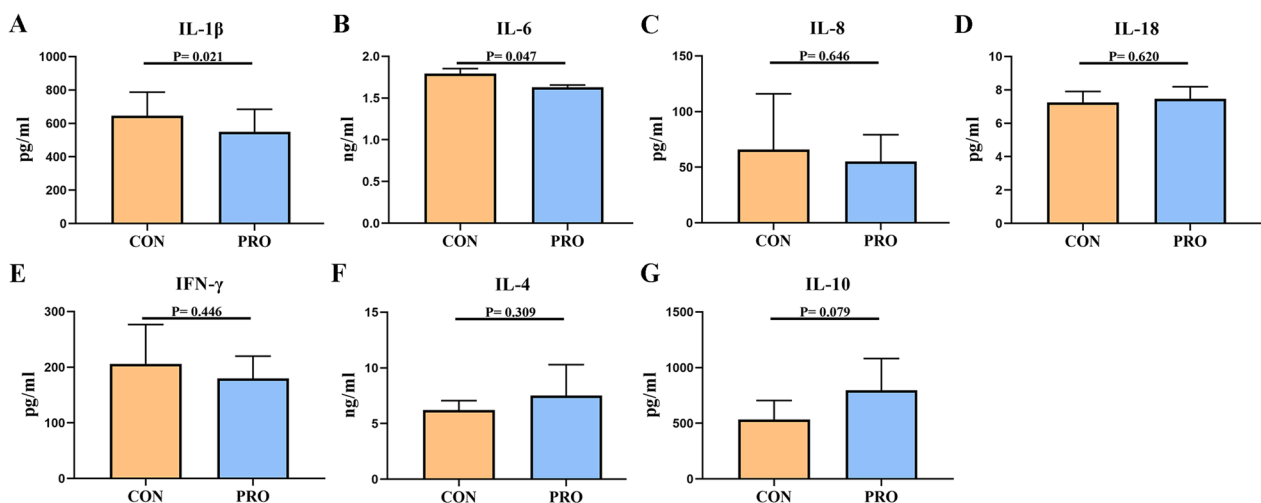 A
IL-1β
P= 0.021
pg/ml
1000
800
600
400
200
0
CON
PRO
B
IL-6
P= 0.047
ng/ml
2.0
1.5
1.0
0.5
0.0
CON
PRO
C
IL-8
P= 0.646
pg/ml
150
100
50
0
CON
PRO
D
IL-18
P= 0.620
pg/ml
10
8
6
4
2
0
CON
PRO
E
IFN-γ
P= 0.446
pg/ml
300
200
100
0
CON
PRO
F
IL-4
P= 0.309
ng/ml
15
10
5
0
CON
PRO
G
IL-10
P= 0.079
pg/ml
1500
1000
500
0
CON
PRO